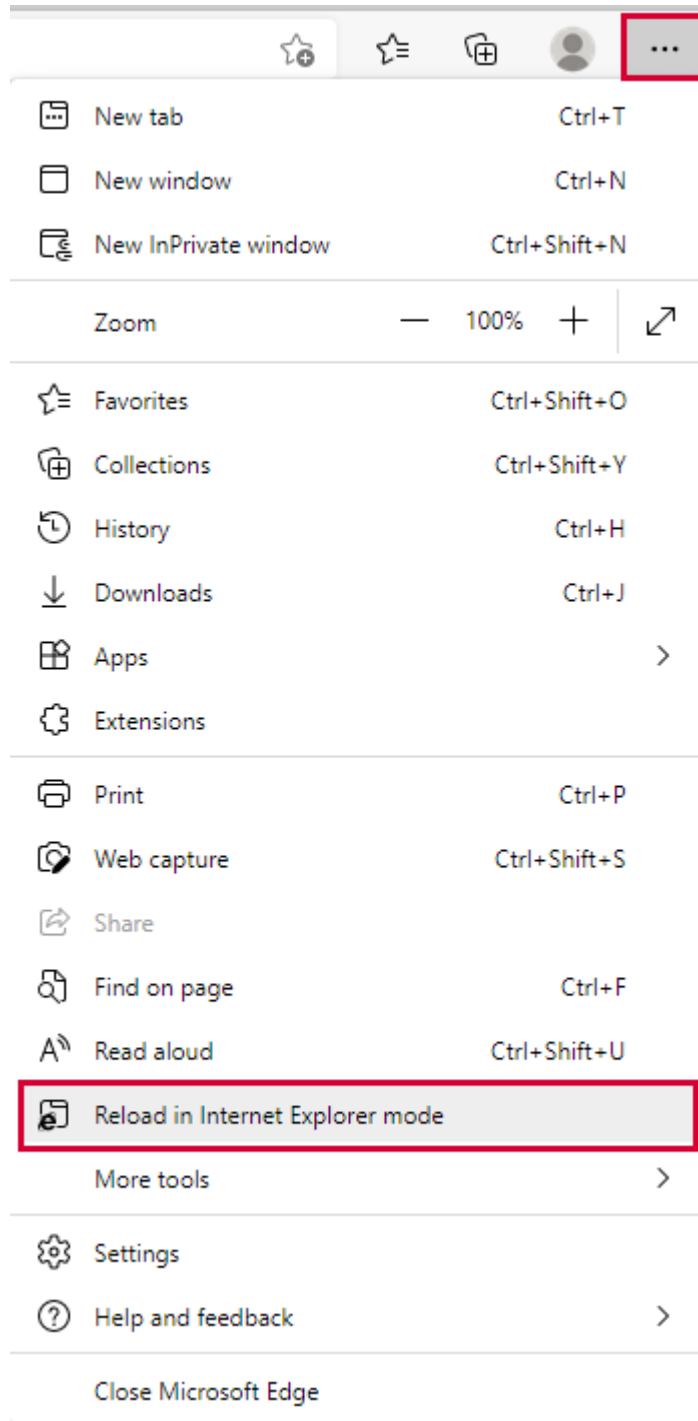 New tab Ctrl+T
New window Ctrl+N
New InPrivate window Ctrl+Shift+N
Zoom — 100% +
Favorites Ctrl+Shift+O
Collections Ctrl+Shift+Y
History Ctrl+H
Downloads Ctrl+J
Apps
Extensions
Print Ctrl+P
Web capture Ctrl+Shift+S
Share
Find on page Ctrl+F
Read aloud Ctrl+Shift+U
Reload in Internet Explorer mode
More tools
Settings
Help and feedback
Close Microsoft Edge